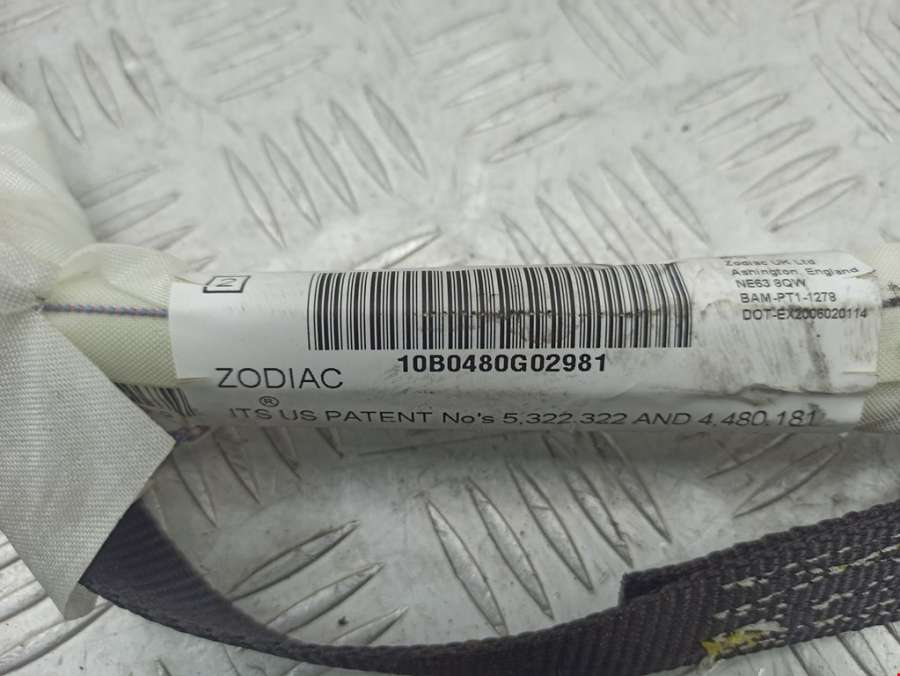 2
Zodiac UK Ltd
Ashington, England
NE63 8QW
BAM-PT1-1278
DOT-EX2006020114
10B0480G02981
ZODIAC
®
ITS US PATENT No's 5,322,322 AND 4,480,181